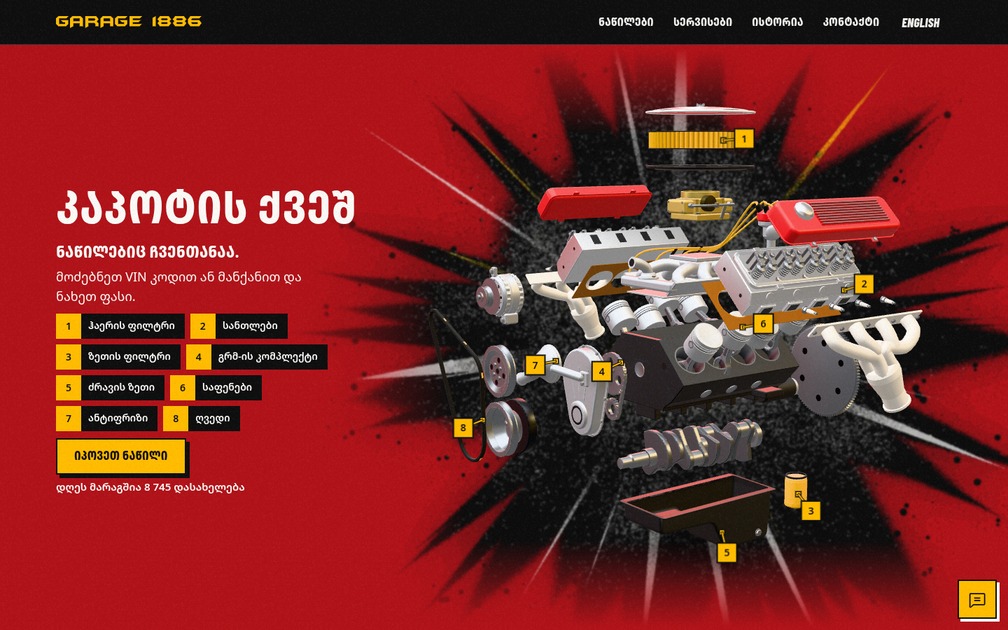 GARAGE 1886
ნაწილები
სერვისები
ისტორია
კონტაქტი
ENGLISH
კაპოტის ქვეშ
ნაწილებიც ჩვენთანაა.
მოძებნეთ VIN კოდით ან მანქანით და
ნახეთ ფასი.
1 ჰაერის ფილტრი
2 სანთლები
3 ზეთის ფილტრი
4 გრმ-ის კომპლექტი
5 ძრავის ზეთი
6 საფენები
7 ანტიფრიზი
8 ღვედი
იპოვეთ ნაწილი
დღეს მარაგშია 8 745 დასახელება
1
2
6
7
4
8
3
5